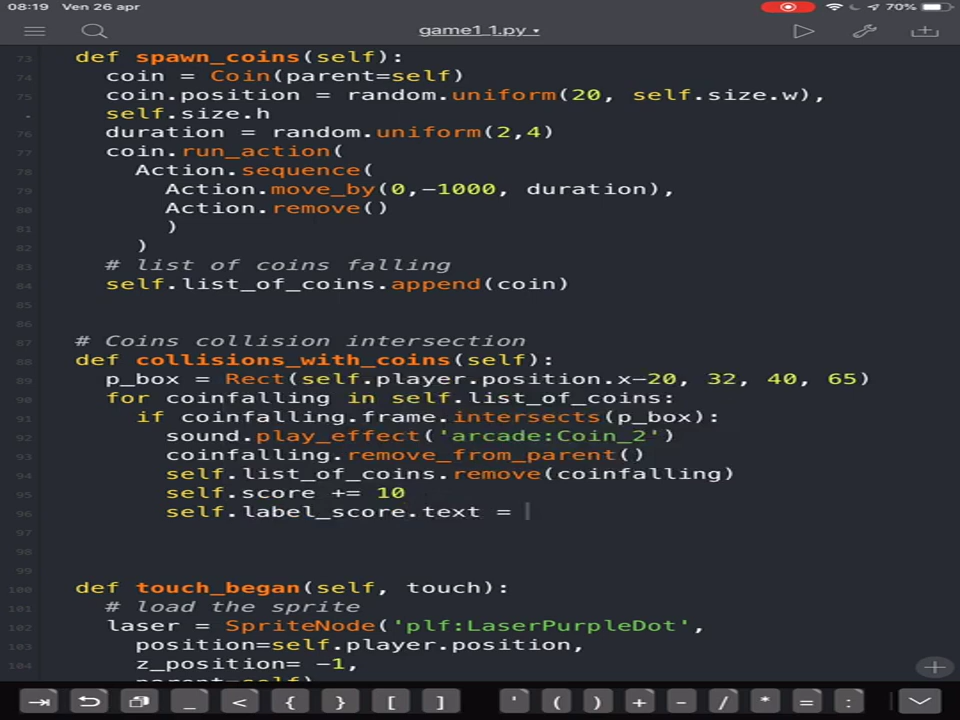 08:19 Ven 26 apr 70%
game1_1.py
73 def spawn_coins(self):
74 coin = Coin(parent=self)
75 coin.position = random.uniform(20, self.size.w),
self.size.h
76 duration = random.uniform(2,4)
77 coin.run_action(
78 Action.sequence(
79 Action.move_by(0,-1000, duration),
80 Action.remove()
81 )
82 )
83 # list of coins falling
84 self.list_of_coins.append(coin)
85
86
87 # Coins collision intersection
88 def collisions_with_coins(self):
89 p_box = Rect(self.player.position.x-20, 32, 40, 65)
90 for coinfalling in self.list_of_coins:
91 if coinfalling.frame.intersects(p_box):
92 sound.play_effect('arcade:Coin_2')
93 coinfalling.remove_from_parent()
94 self.list_of_coins.remove(coinfalling)
95 self.score += 10
96 self.label_score.text =
97
98
99
100 def touch_began(self, touch):
101 # load the sprite
102 laser = SpriteNode('plf:LaserPurpleDot',
103 position=self.player.position,
104 z_position= -1,
parent=self)
_ < { } [ ] ' ( ) + - / * = :